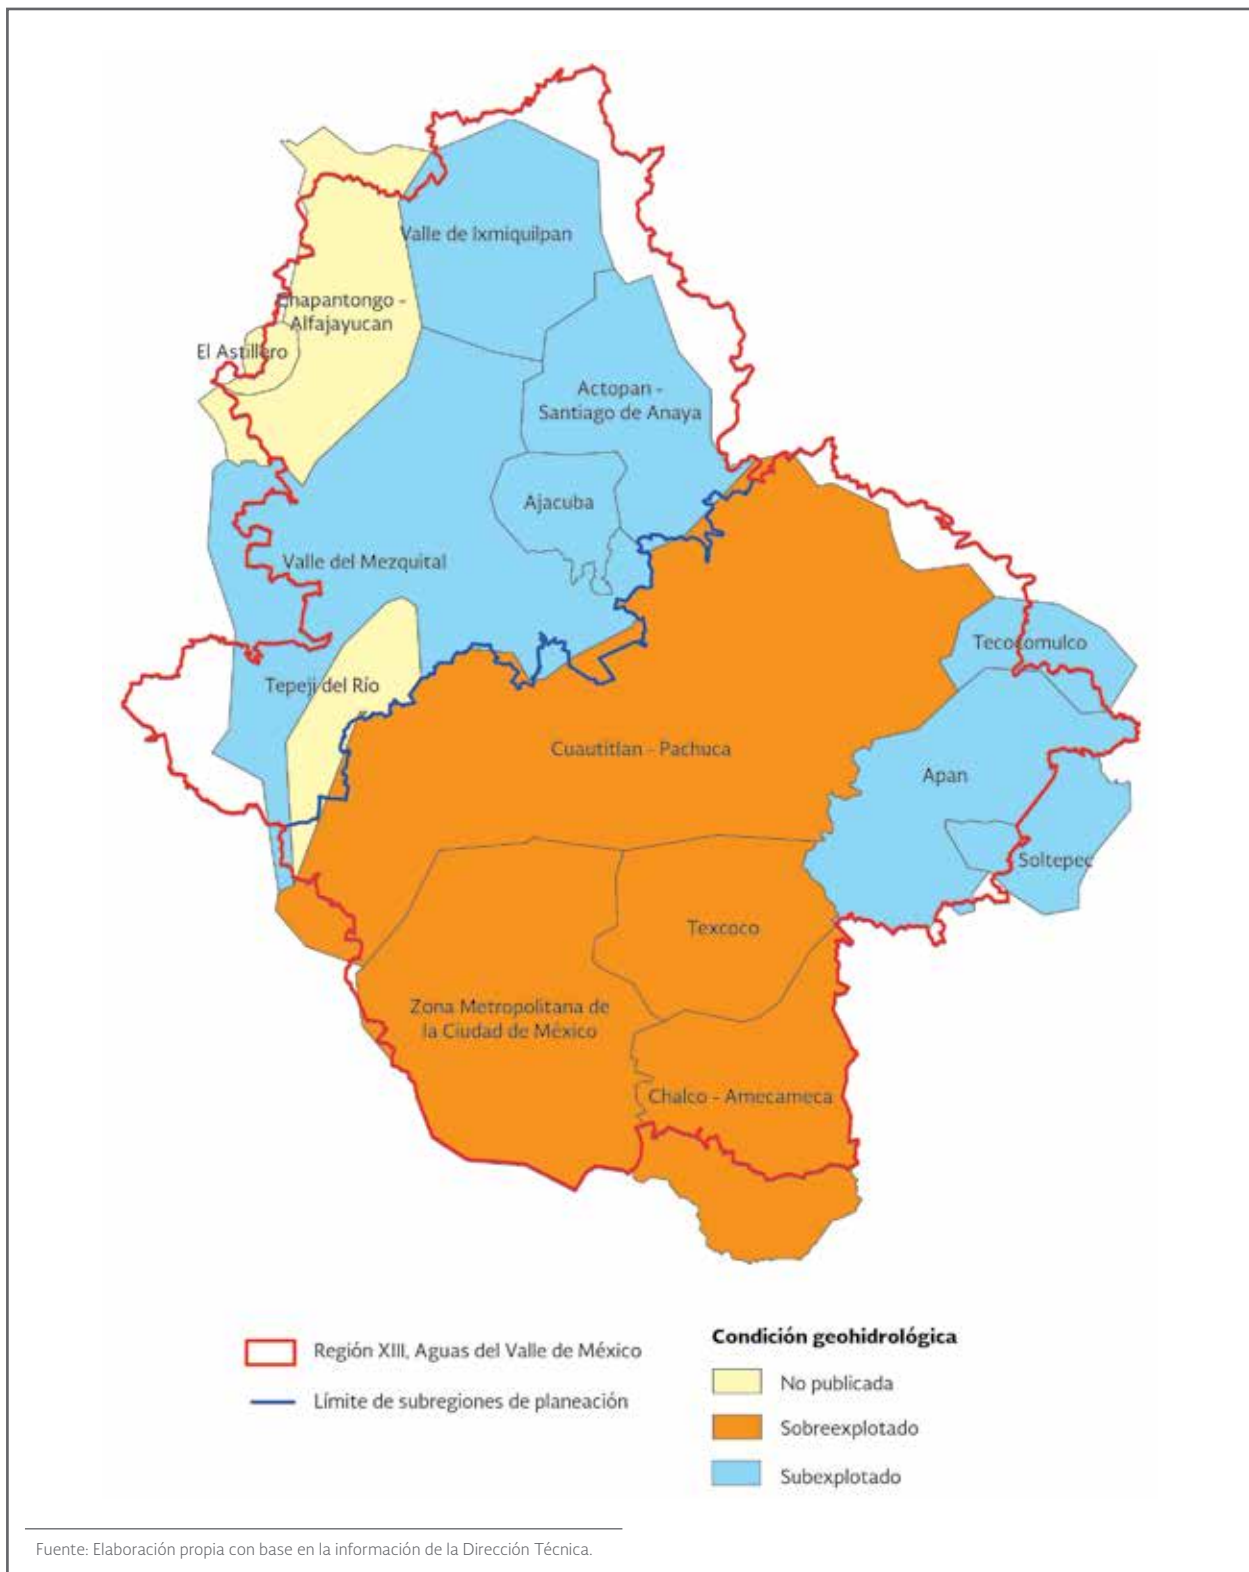 Valle de Ixmiquilpan
Chapantongo -
Alfajayucan
El Astillero
Actopan -
Santiago de Anaya
Ajacuba
Valle del Mezquital
Tecocomulco
Tepeji del Río
Cuautitlan - Pachuca
Apan
Soltepec
Texcoco
Zona Metropolitana de
la Ciudad de México
Chalco - Amecameca
Región XIII, Aguas del Valle de México
Límite de subregiones de planeación
Condición geohidrológica
No publicada
Sobreexplotado
Subexplotado
Fuente: Elaboración propia con base en la información de la Dirección Técnica.